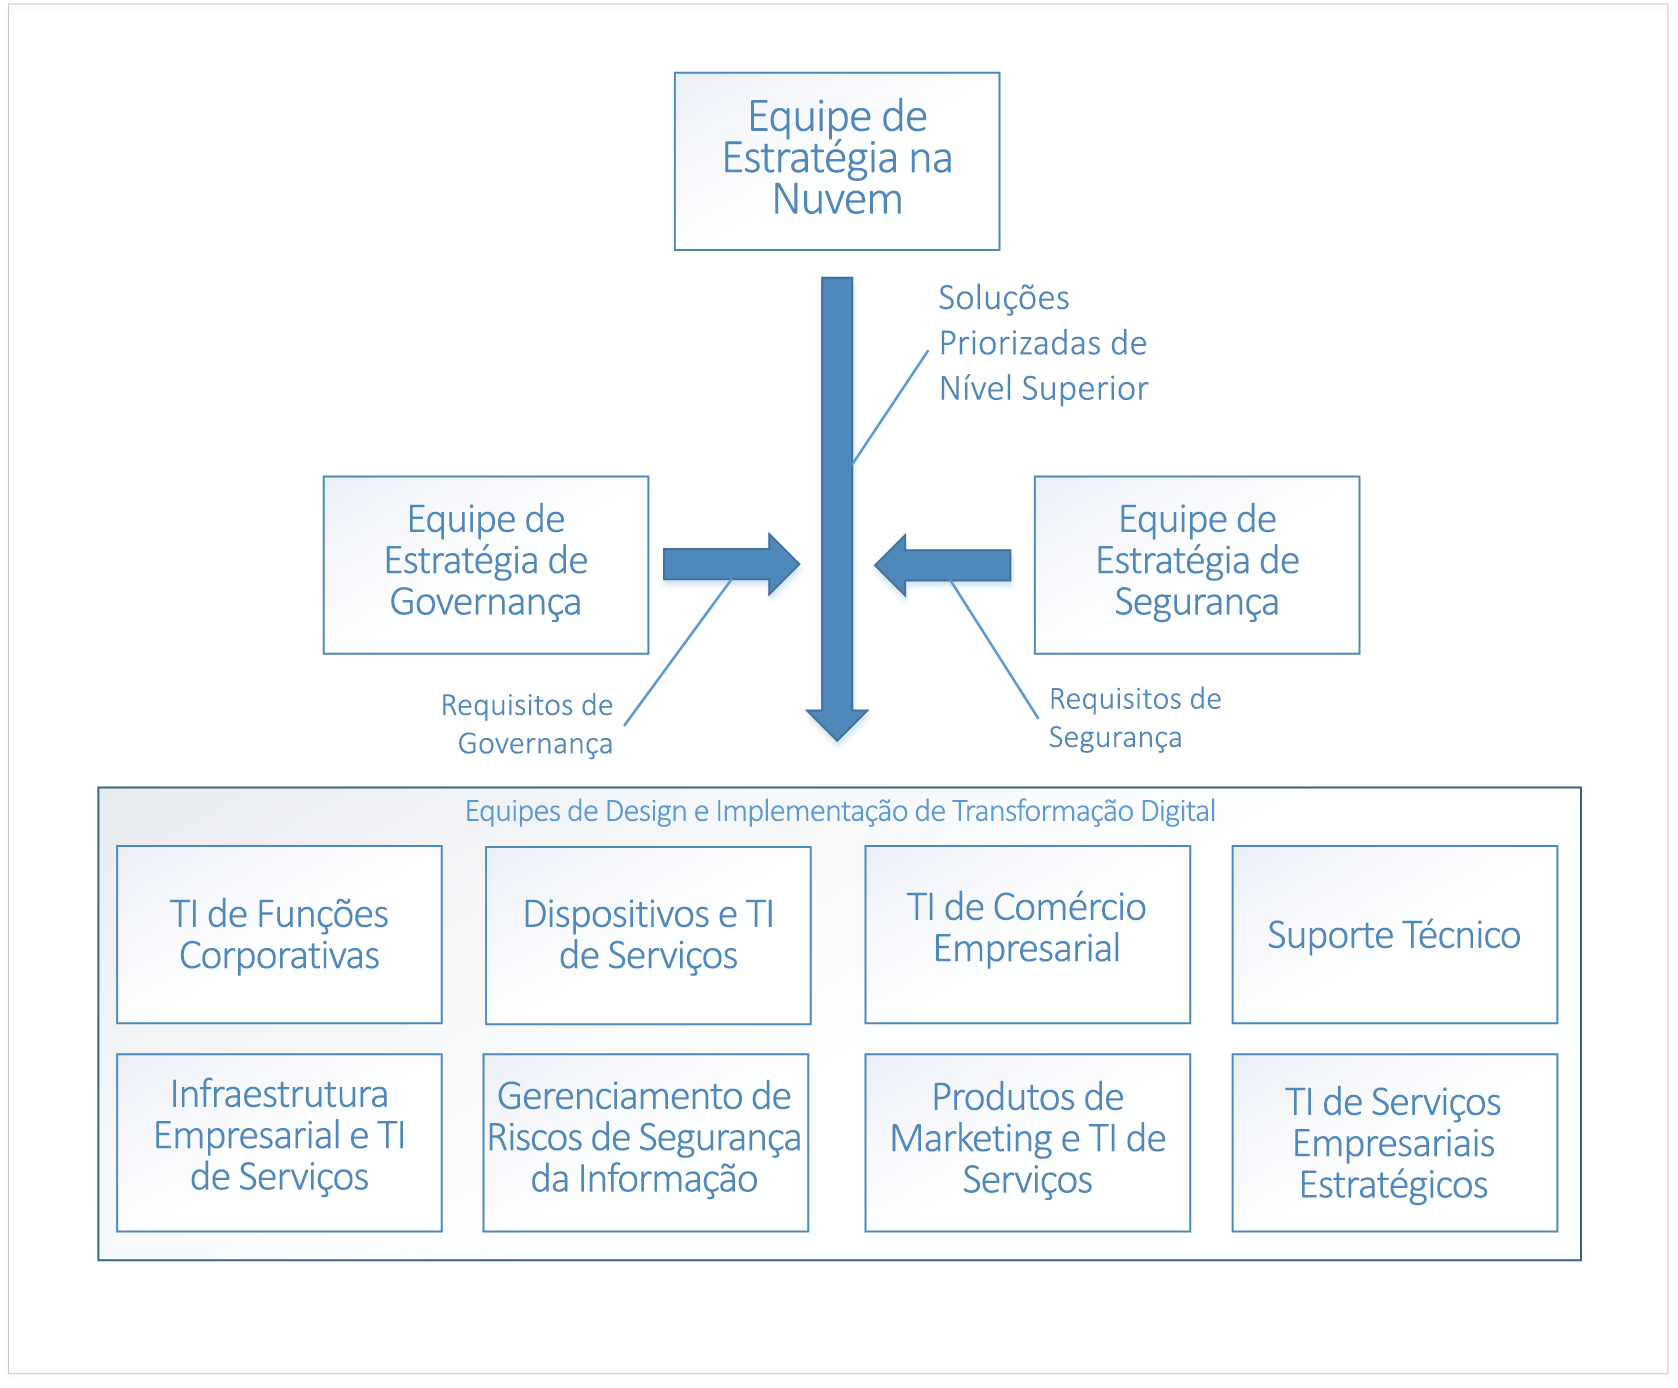 Equipe de
Estratégia na
Nuvem
Soluções
Priorizadas de
Nível Superior
Equipe de
Estratégia de
Governança
Equipe de
Estratégia de
Segurança
Requisitos de
Governança
Requisitos de
Segurança
Equipes de Design e Implementação de Transformação Digital
TI de Funções
Corporativas
Dispositivos e TI
de Serviços
TI de Comércio
Empresarial
Suporte Técnico
Infraestrutura
Empresarial e TI
de Serviços
Gerenciamento de
Riscos de Segurança
da Informação
Produtos de
Marketing e TI de
Serviços
TI de Serviços
Empresariais
Estratégicos